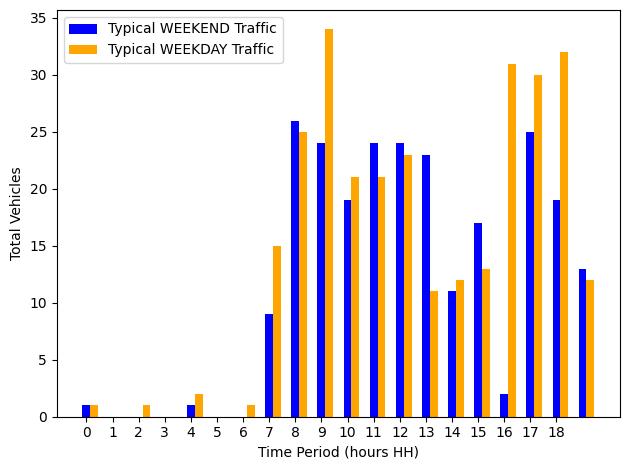 Typical WEEKEND Traffic
Typical WEEKDAY Traffic
35
30
25
20
15
10
5
0
Total Vehicles
0 1 2 3 4 5 6 7 8 9 10 11 12 13 14 15 16 17 18
Time Period (hours HH)